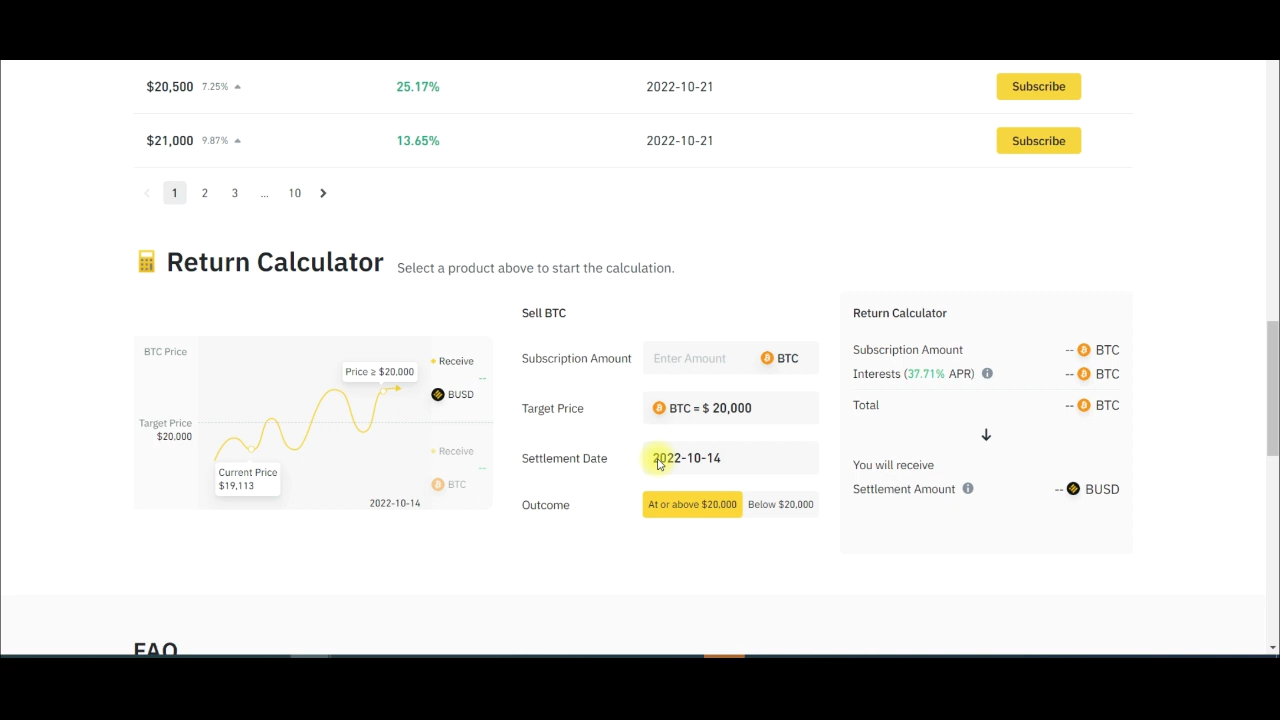 $20,500 7.25% 25.17% 2022-10-21 Subscribe
$21,000 9.87% 13.65% 2022-10-21 Subscribe
1 2 3 ... 10
Return Calculator Select a product above to start the calculation.
BTC Price
Price ≥ $20.000
Receive
--
BUSD
Target Price
$20.000
Receive
--
BTC
Current Price
$19,113
2022-10-14
Sell BTC
Subscription Amount Enter Amount BTC
Target Price BTC = $ 20,000
Settlement Date 2022-10-14
Outcome At or above $20.000 Below $20,000
Return Calculator
Subscription Amount -- BTC
Interests (37.71% APR) -- BTC
Total -- BTC
You will receive
Settlement Amount -- BUSD
FAQ